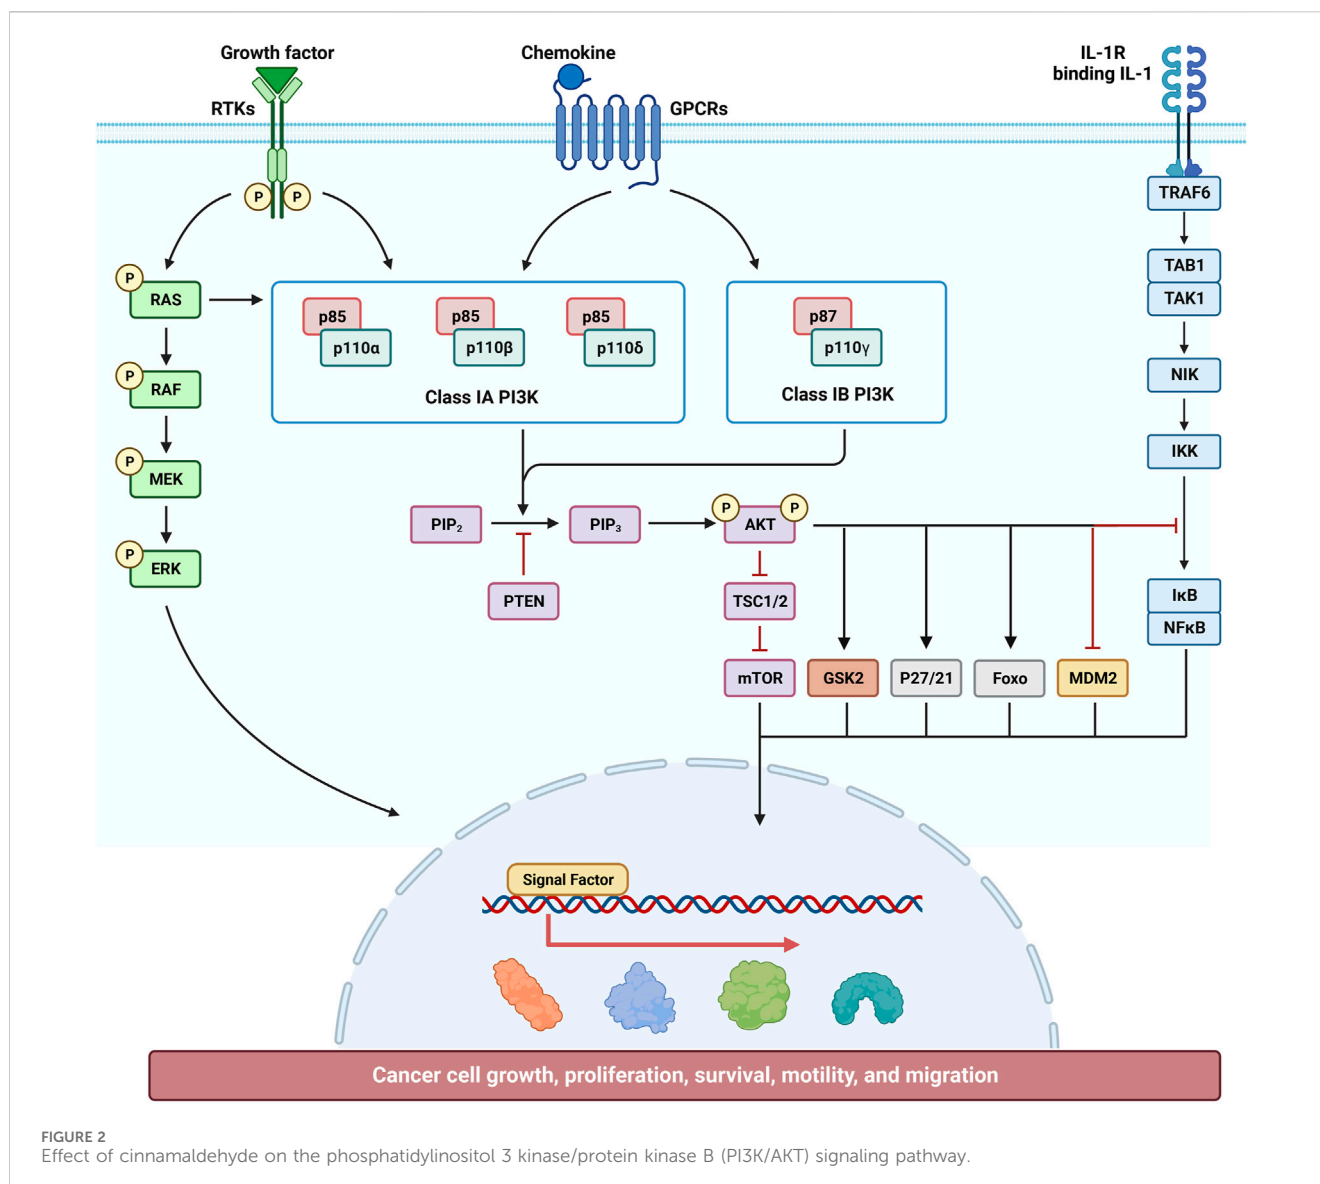 Growth factor
Chemokine
IL-1R
binding IL-1
RTKs
GPCRs
P
P
TRAF6
P
RAS
TAB1
TAK1
p85
p110α
p85
p110β
p85
p110δ
Class IA PI3K
p87
p110γ
Class IB PI3K
P
RAF
NIK
P
MEK
IKK
PIP₂
PIP₃
P
P
AKT
P
ERK
PTEN
TSC1/2
IκB
NFκB
mTOR
GSK2
P27/21
Foxo
MDM2
Signal Factor
Cancer cell growth, proliferation, survival, motility, and migration
FIGURE 2
Effect of cinnamaldehyde on the phosphatidylinositol 3 kinase/protein kinase B (PI3K/AKT) signaling pathway.